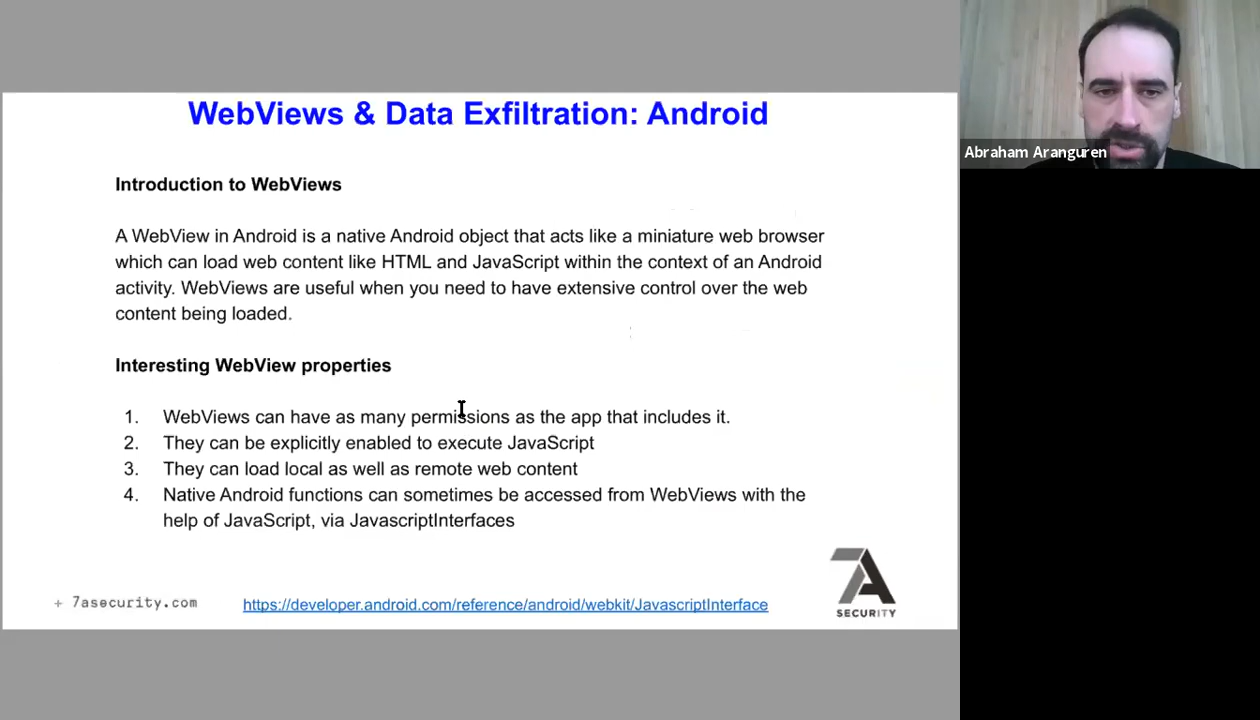 WebViews & Data Exfiltration: Android
Abraham Aranguren
Introduction to WebViews
A WebView in Android is a native Android object that acts like a miniature web browser
which can load web content like HTML and JavaScript within the context of an Android
activity. WebViews are useful when you need to have extensive control over the web
content being loaded.
Interesting WebView properties
1. WebViews can have as many permissions as the app that includes it.
2. They can be explicitly enabled to execute JavaScript
3. They can load local as well as remote web content
4. Native Android functions can sometimes be accessed from WebViews with the
help of JavaScript, via JavascriptInterfaces
+ 7asecurity.com
https://developer.android.com/reference/android/webkit/JavascriptInterface
7A
SECURITY